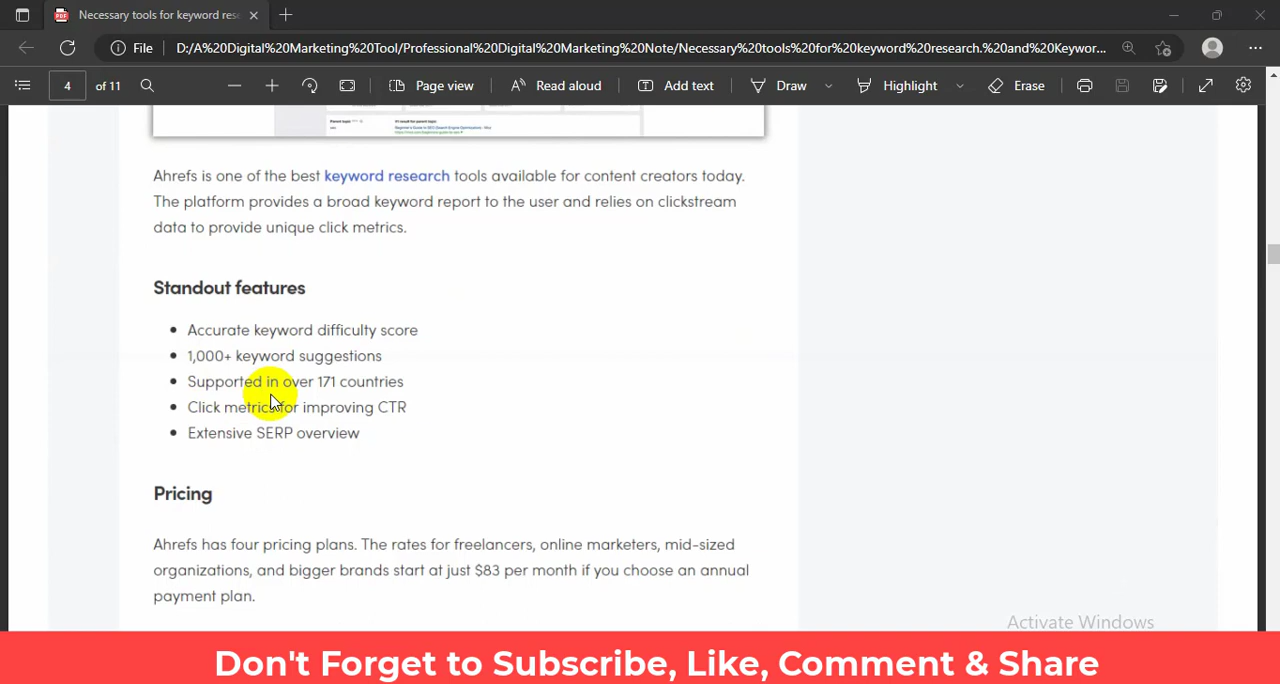 Necessary tools for keyword rese
File
D:/A%20Digital%20Marketing%20Tool/Professional%20Digital%20Marketing%20Note/Necessary%20tools%20for%20keyword%20research.%20and%20Keywor...
4 of 11
Page view
Read aloud
Add text
Draw
Highlight
Erase
Ahrefs is one of the best keyword research tools available for content creators today.
The platform provides a broad keyword report to the user and relies on clickstream
data to provide unique click metrics.
Standout features
• Accurate keyword difficulty score
• 1,000+ keyword suggestions
• Supported in over 171 countries
• Click metrics for improving CTR
• Extensive SERP overview
Pricing
Ahrefs has four pricing plans. The rates for freelancers, online marketers, mid-sized
organizations, and bigger brands start at just $83 per month if you choose an annual
payment plan.
Activate Windows
Don't Forget to Subscribe, Like, Comment & Share